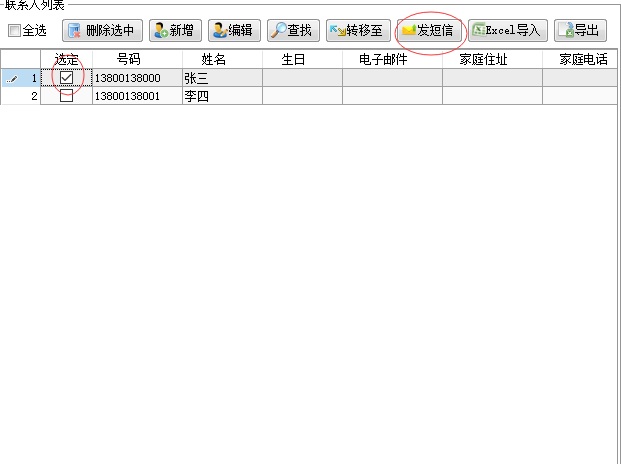 联系人列表
全选 删除选中 新增 编辑 查找 转移至 发短信 Excel导入 导出
选定 号码 姓名 生日 电子邮件 家庭住址 家庭电话
1 13800138000 张三
2 13800138001 李四